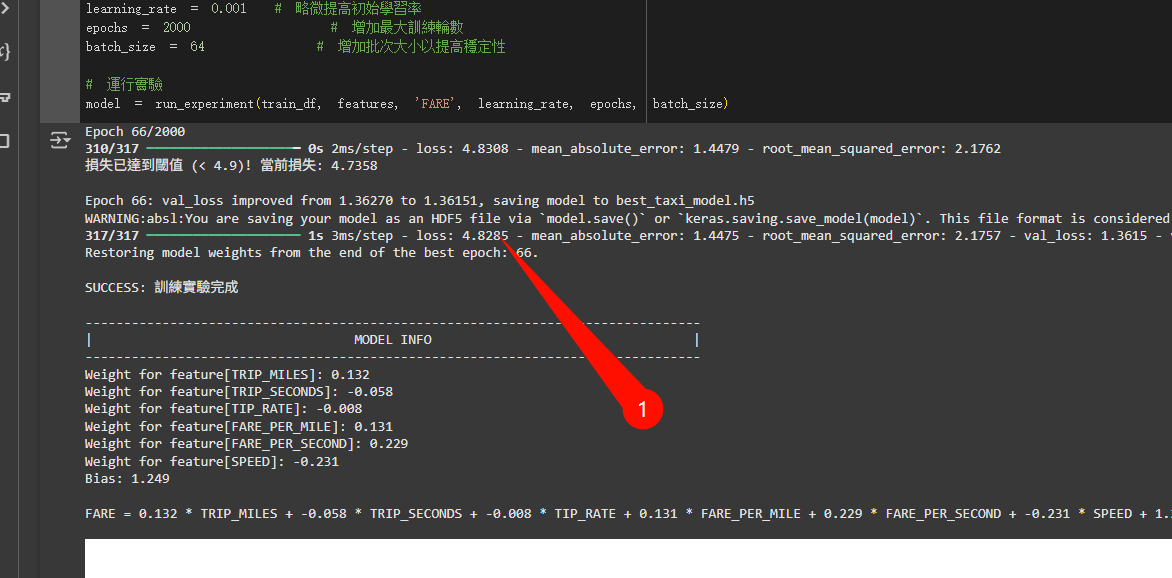 learning_rate = 0.001 # 略微提高初始學習率
epochs = 2000 # 增加最大訓練輪數
batch_size = 64 # 增加批次大小以提高穩定性
# 運行實驗
model = run_experiment(train_df, features, 'FARE', learning_rate, epochs, batch_size)
Epoch 66/2000
310/317 ━━━━━━━━━━━━━━━━━━━━ 0s 2ms/step - loss: 4.8308 - mean_absolute_error: 1.4479 - root_mean_squared_error: 2.1762
損失已達到閾值 (< 4.9)! 當前損失: 4.7358
Epoch 66: val_loss improved from 1.36270 to 1.36151, saving model to best_taxi_model.h5
WARNING:absl:You are saving your model as an HDF5 file via `model.save()` or `keras.saving.save_model(model)`. This file format is considered
317/317 ━━━━━━━━━━━━━━━━━━━━ 1s 3ms/step - loss: 4.8285 - mean_absolute_error: 1.4475 - root_mean_squared_error: 2.1757 - val_loss: 1.3615 -
Restoring model weights from the end of the best epoch: 66.
SUCCESS: 訓練實驗完成
--------------------------------------------------------------------------------
| MODEL INFO |
--------------------------------------------------------------------------------
Weight for feature[TRIP_MILES]: 0.132
Weight for feature[TRIP_SECONDS]: -0.058
1
Weight for feature[TIP_RATE]: -0.008
Weight for feature[FARE_PER_MILE]: 0.131
Weight for feature[FARE_PER_SECOND]: 0.229
Weight for feature[SPEED]: -0.231
Bias: 1.249
FARE = 0.132 * TRIP_MILES + -0.058 * TRIP_SECONDS + -0.008 * TIP_RATE + 0.131 * FARE_PER_MILE + 0.229 * FARE_PER_SECOND + -0.231 * SPEED + 1.